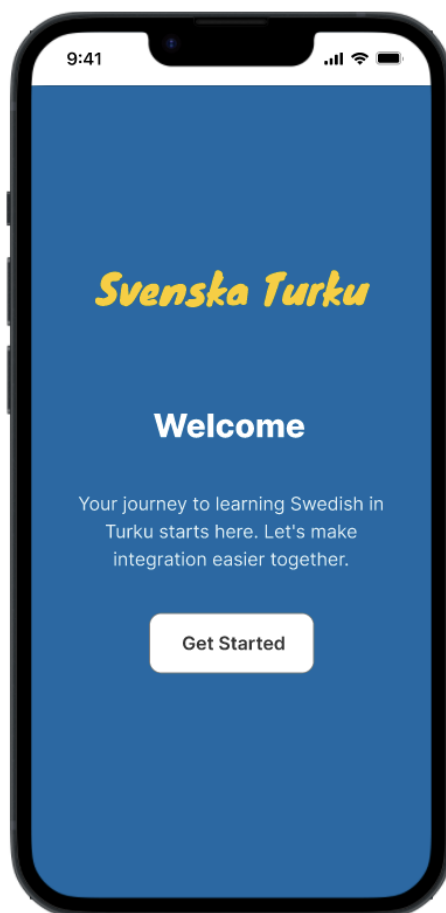 9:41
Svenska Turku
Welcome
Your journey to learning Swedish in
Turku starts here. Let's make
integration easier together.
Get Started